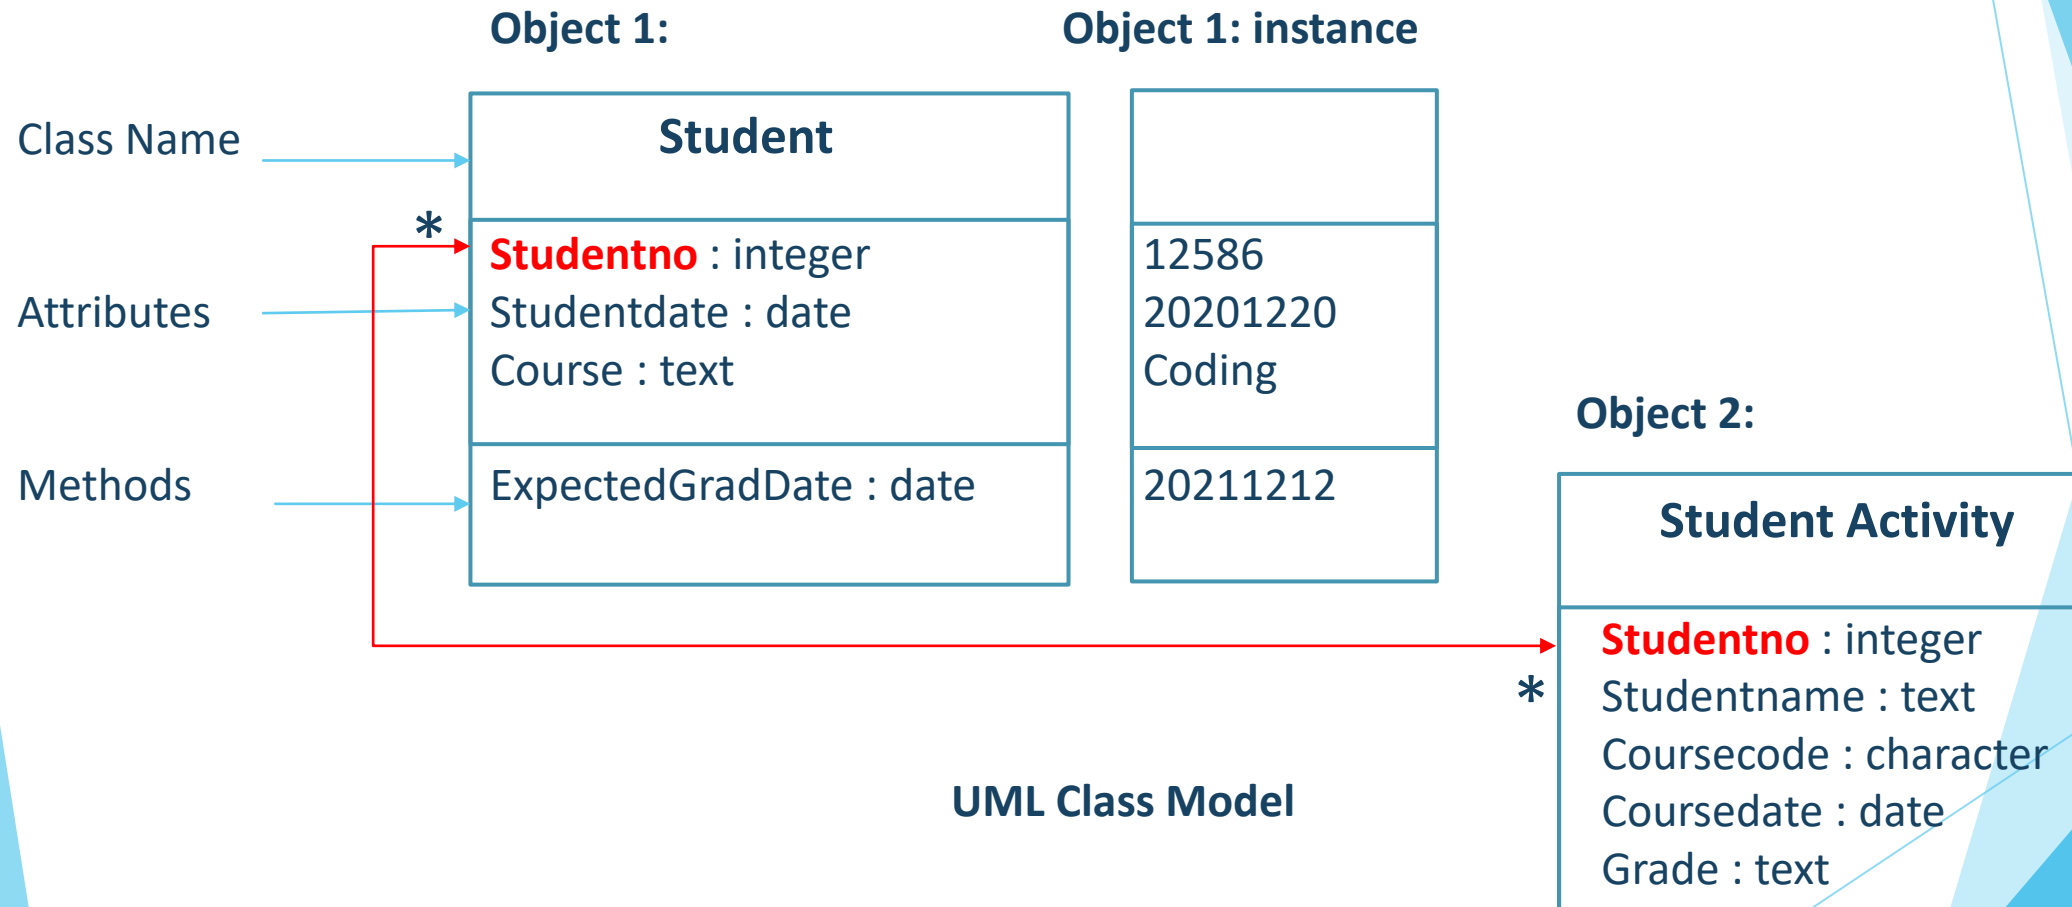 Object 1:
Object 1: instance
Class Name
Student
*
Studentno : integer
12586
Attributes
Studentdate : date
20201220
Course : text
Coding
Object 2:
Methods
ExpectedGradDate : date
20211212
Student Activity
Studentno : integer
*
Studentname : text
Coursecode : character
UML Class Model
Coursedate : date
Grade : text